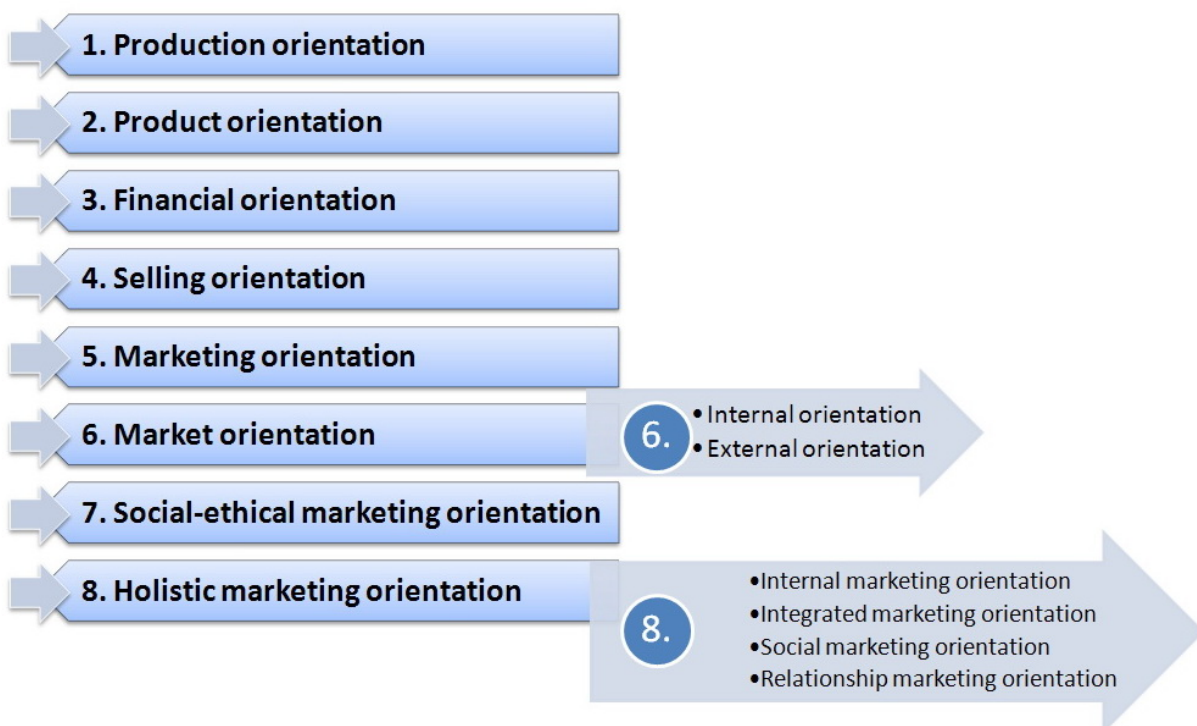 1. Production orientation
2. Product orientation
3. Financial orientation
4. Selling orientation
5. Marketing orientation
6. Market orientation
6.
•Internal orientation
•External orientation
7. Social-ethical marketing orientation
8. Holistic marketing orientation
8.
•Internal marketing orientation
•Integrated marketing orientation
•Social marketing orientation
•Relationship marketing orientation